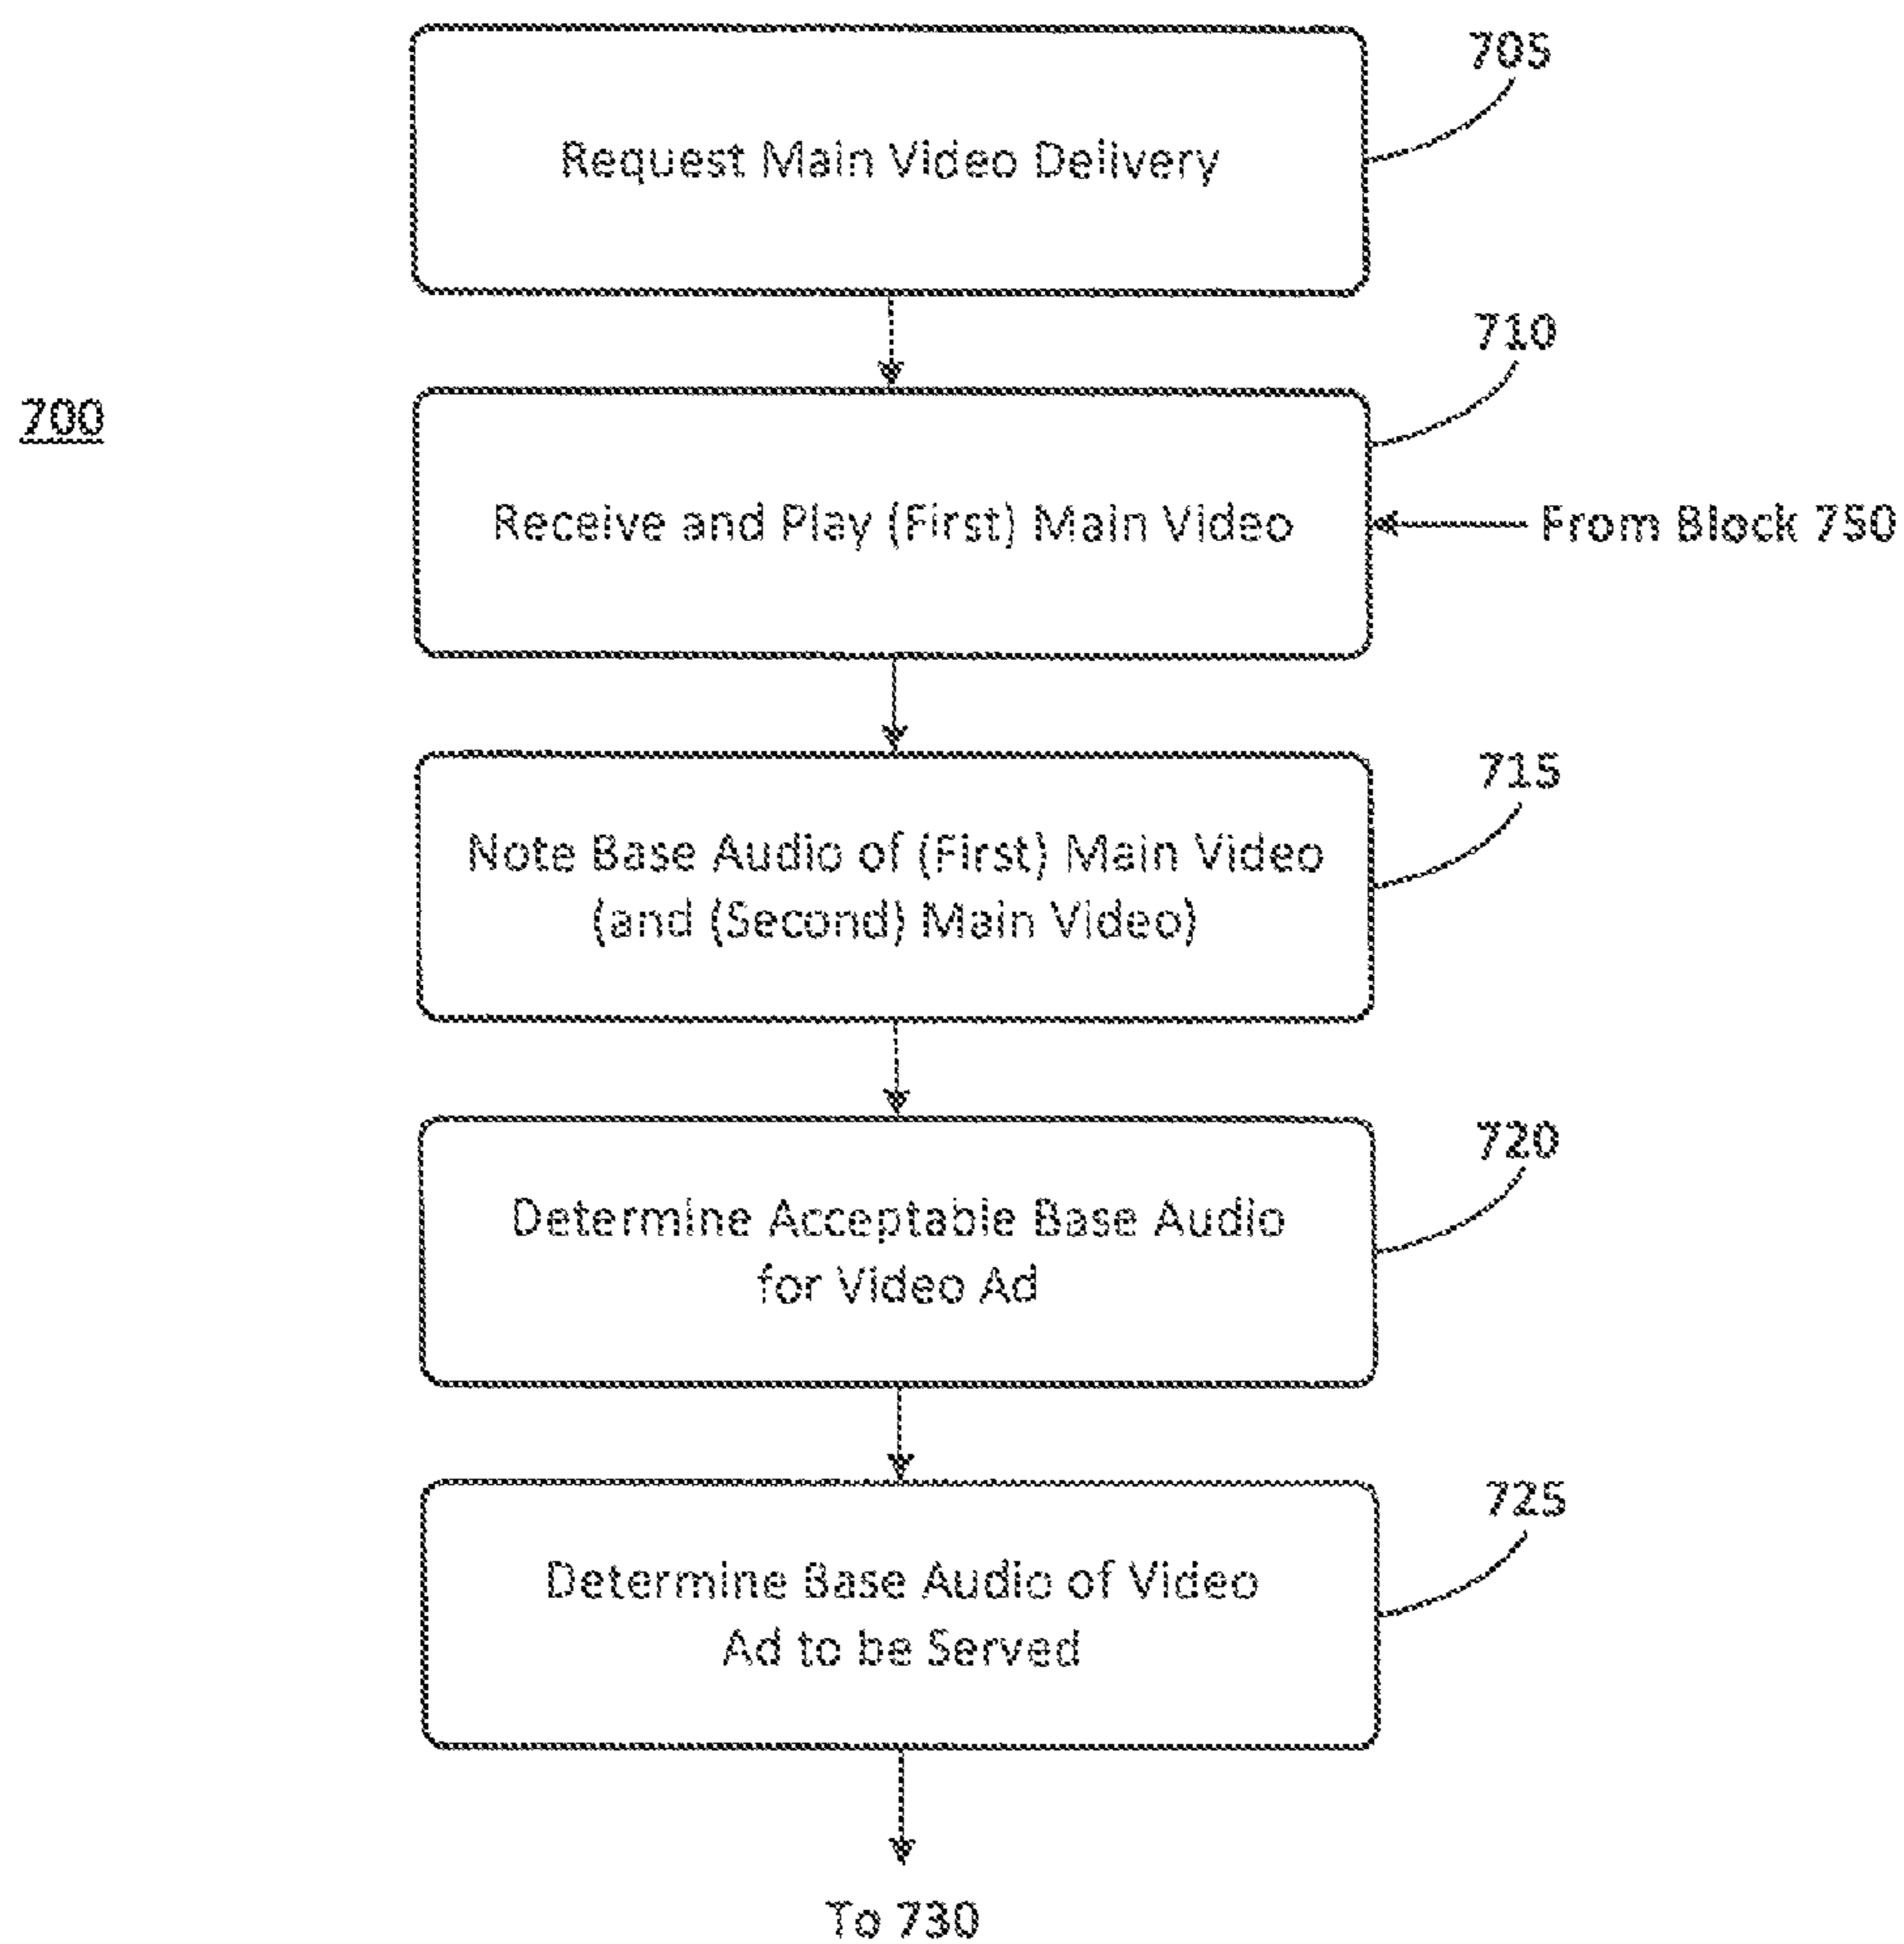 705
Request Main Video Delivery
710
700
Receive and Play (First) Main Video
From Block 750
715
Note Base Audio of (First) Main Video
(and (Second) Main Video)
720
Determine Acceptable Base Audio
for Video Ad
725
Determine Base Audio of Video
Ad to be Served
To 730